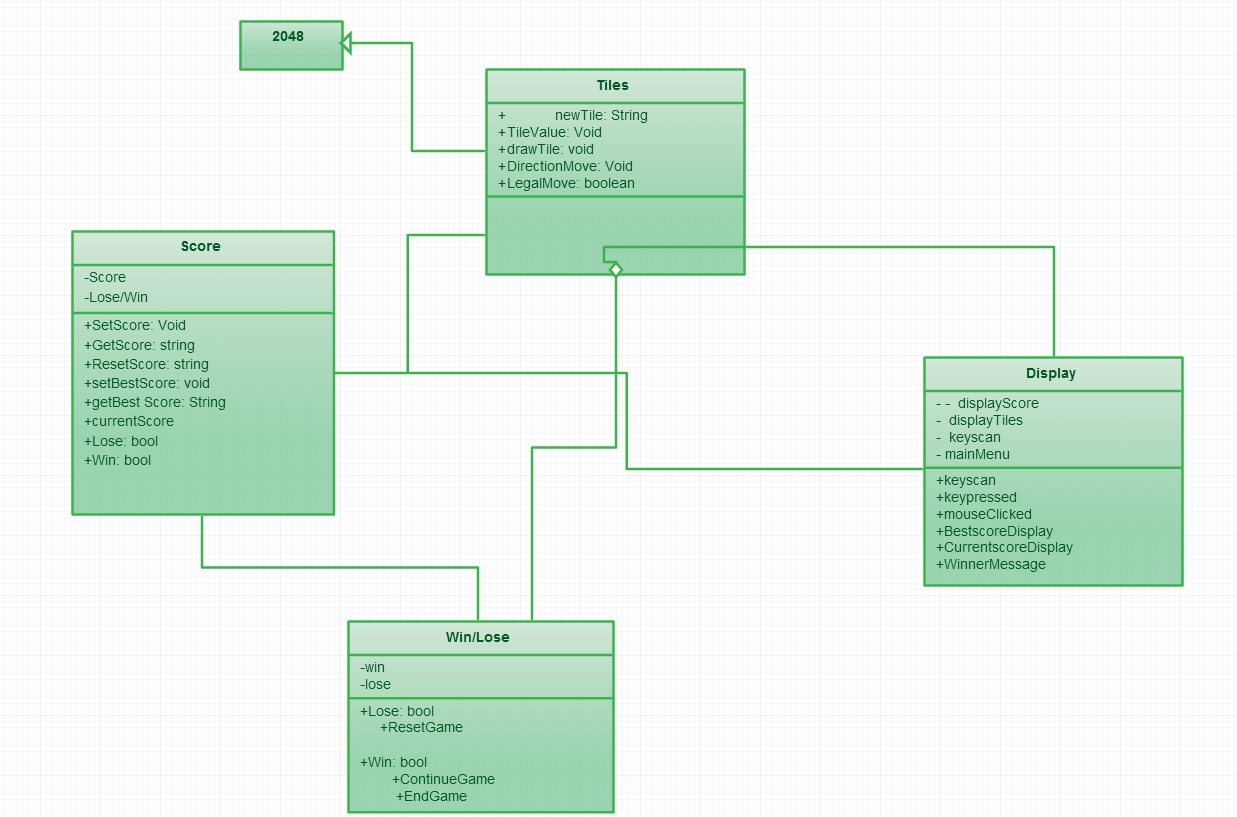 2048
Tiles
+ newTile: String
+TileValue: Void
+drawTile: void
+DirectionMove: Void
+LegalMove: boolean
Score
-Score
-Lose/Win
+SetScore: Void
+GetScore: string
+ResetScore: string
+setBestScore: void
+getBest Score: String
+currentScore
+Lose: bool
+Win: bool
Display
- - displayScore
- displayTiles
- keyscan
- mainMenu
+keyscan
+keypressed
+mouseClicked
+BestscoreDisplay
+CurrentscoreDisplay
+WinnerMessage
Win/Lose
-win
-lose
+Lose: bool
+ResetGame
+Win: bool
+ContinueGame
+EndGame